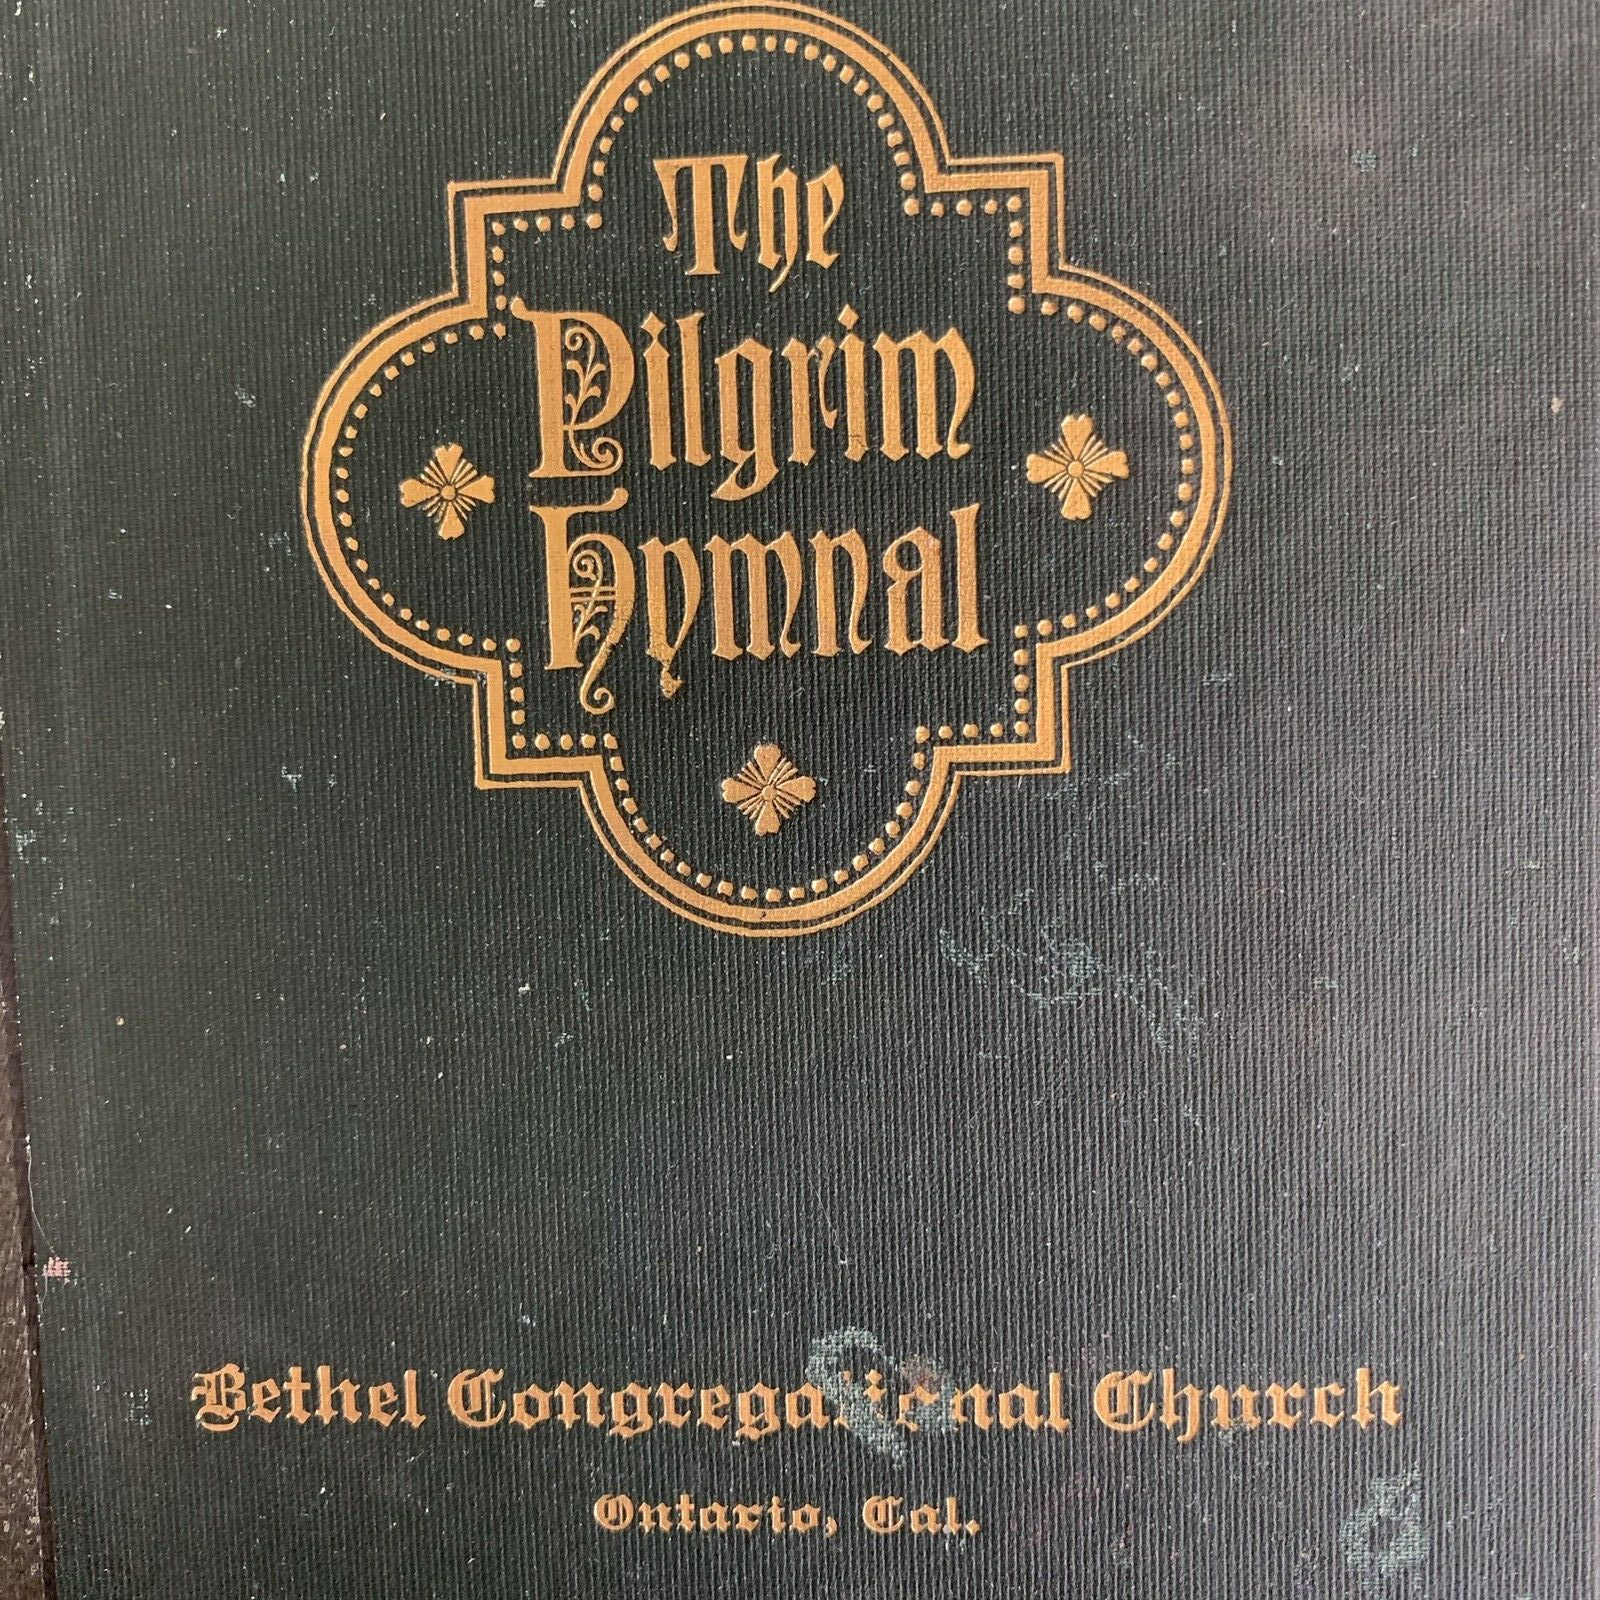 The
Pilgrim
Hymnal
Bethel Congregational Church
Ontario, Cal.